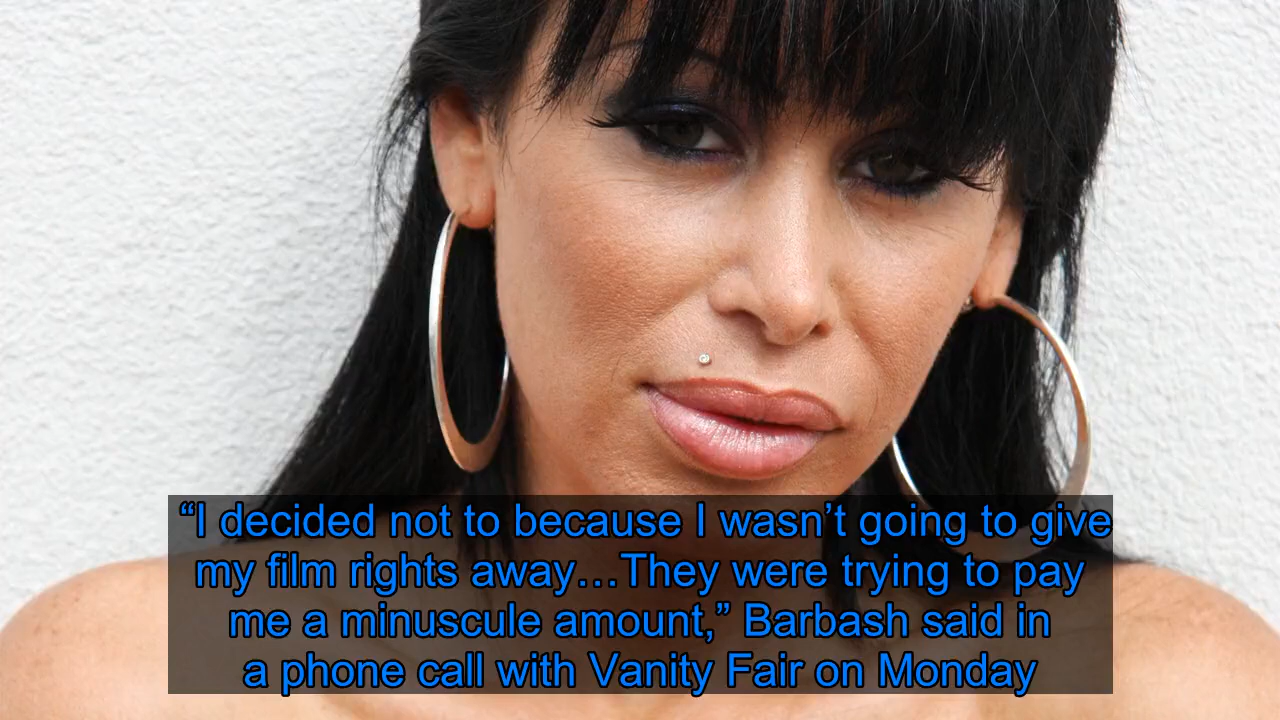 “I decided not to because I wasn’t going to give
my film rights away…They were trying to pay
me a minuscule amount,” Barbash said in
a phone call with Vanity Fair on Monday